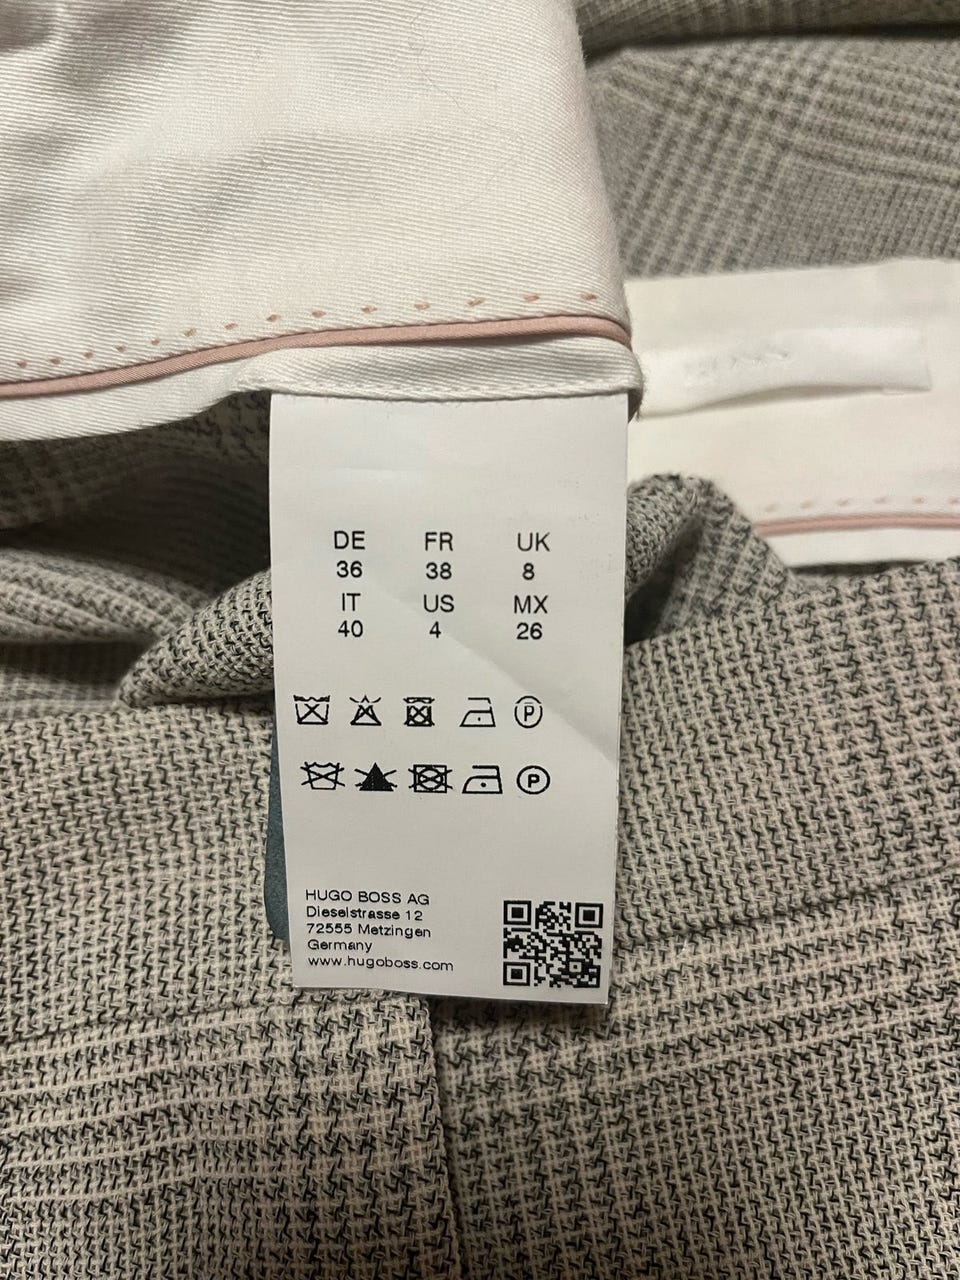 DE FR UK
36 38 8
IT US MX
40 4 26
P
P
HUGO BOSS AG
Dieselstrasse 12
72555 Metzingen
Germany
www.hugoboss.com